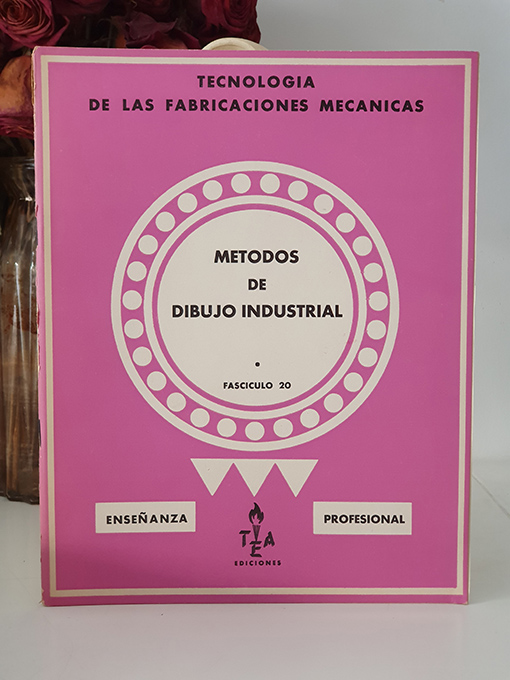 TECNOLOGIA
DE LAS FABRICACIONES MECANICAS
METODOS
DE
DIBUJO INDUSTRIAL
FASCICULO 20
ENSEÑANZA
PROFESIONAL
TEA
EDICIONES